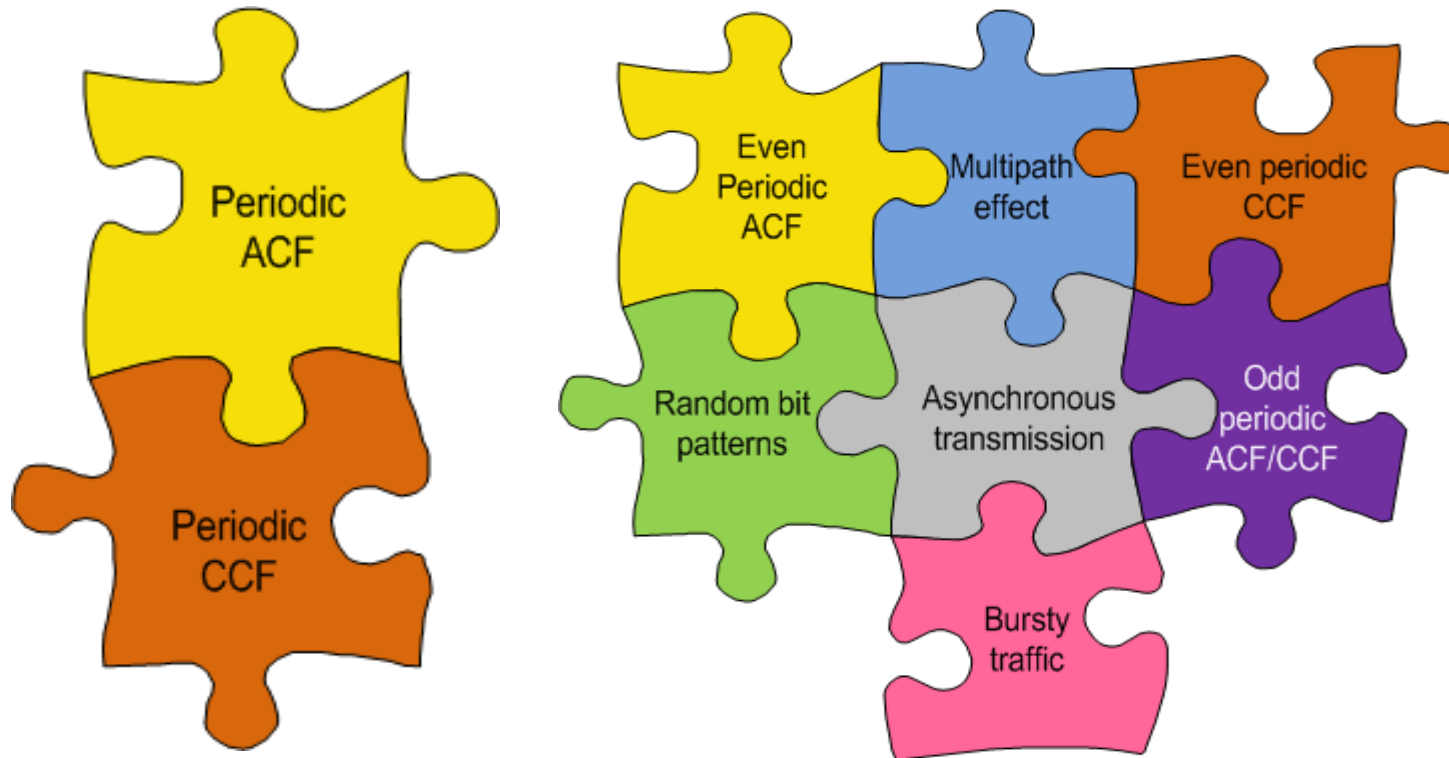 Periodic
ACF
Periodic
CCF
Even
Periodic
ACF
Multipath
effect
Even periodic
CCF
Random bit
patterns
Asynchronous
transmission
Odd
periodic
ACF/CCF
Bursty
traffic